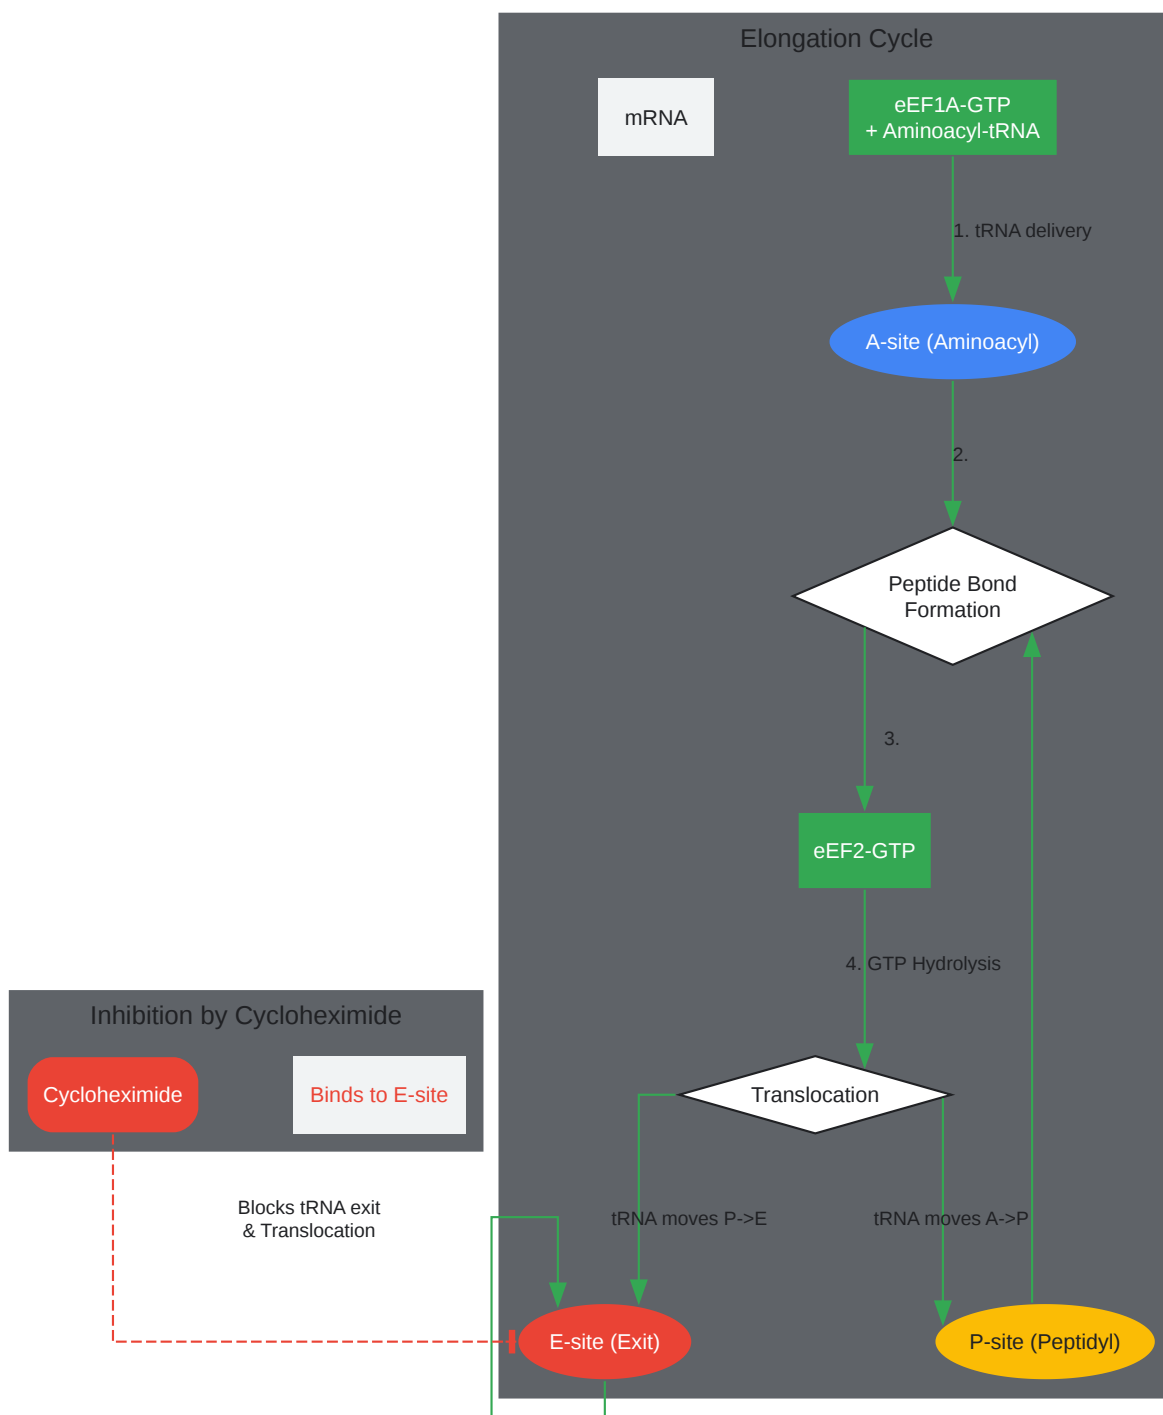 Elongation Cycle
mRNA
eEF1A-GTP
+ Aminoacyl-tRNA
1. tRNA delivery
A-site (Aminoacyl)
2.
Peptide Bond
Formation
3.
eEF2-GTP
4. GTP Hydrolysis
Inhibition by Cycloheximide
Cycloheximide
Binds to E-site
Translocation
Blocks tRNA exit
& Translocation
tRNA moves P->E
tRNA moves A->P
E-site (Exit)
P-site (Peptidyl)